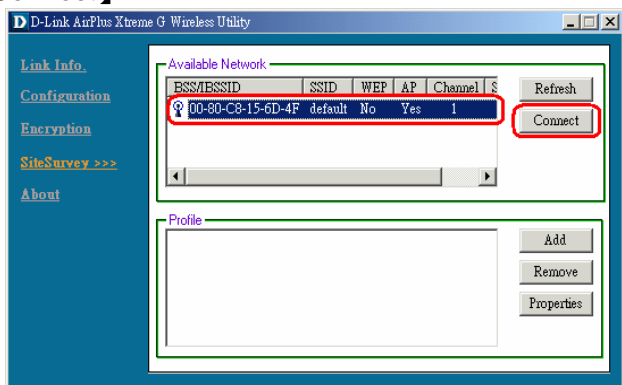 D D-Link AirPlus Xtreme G Wireless Utility
Link Info.
Configuration
Encryption
SiteSurvey >>>
About
Available Network
BSS/IBSSID SSID WEP AP Channel S
00-80-C8-15-6D-4F default No Yes 1
Refresh
Connect
Profile
Add
Remove
Properties